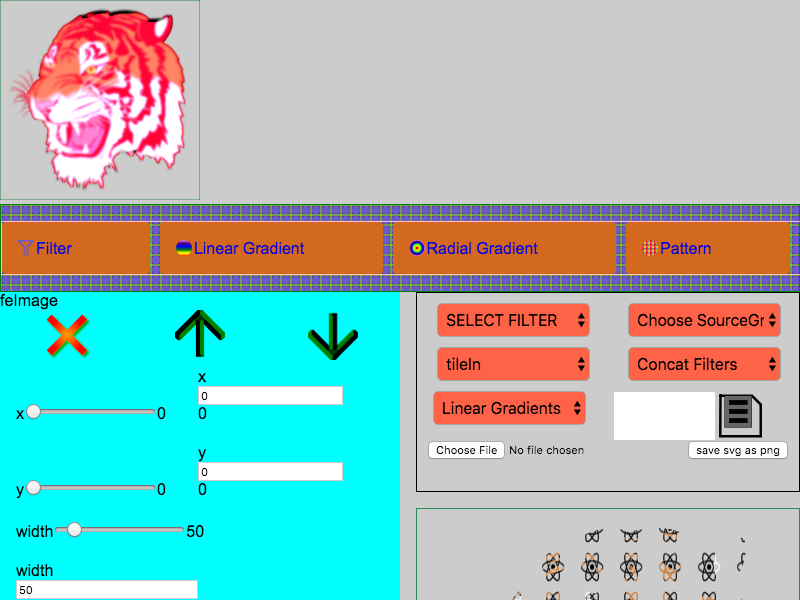 Filter
Linear Gradient
Radial Gradient
Pattern
feImage
x
0
x 0 0
y
0
y 0 0
width 50
width
50
SELECT FILTER
Choose SourceGr
tileIn
Concat Filters
Linear Gradients
Choose File No file chosen
save svg as png